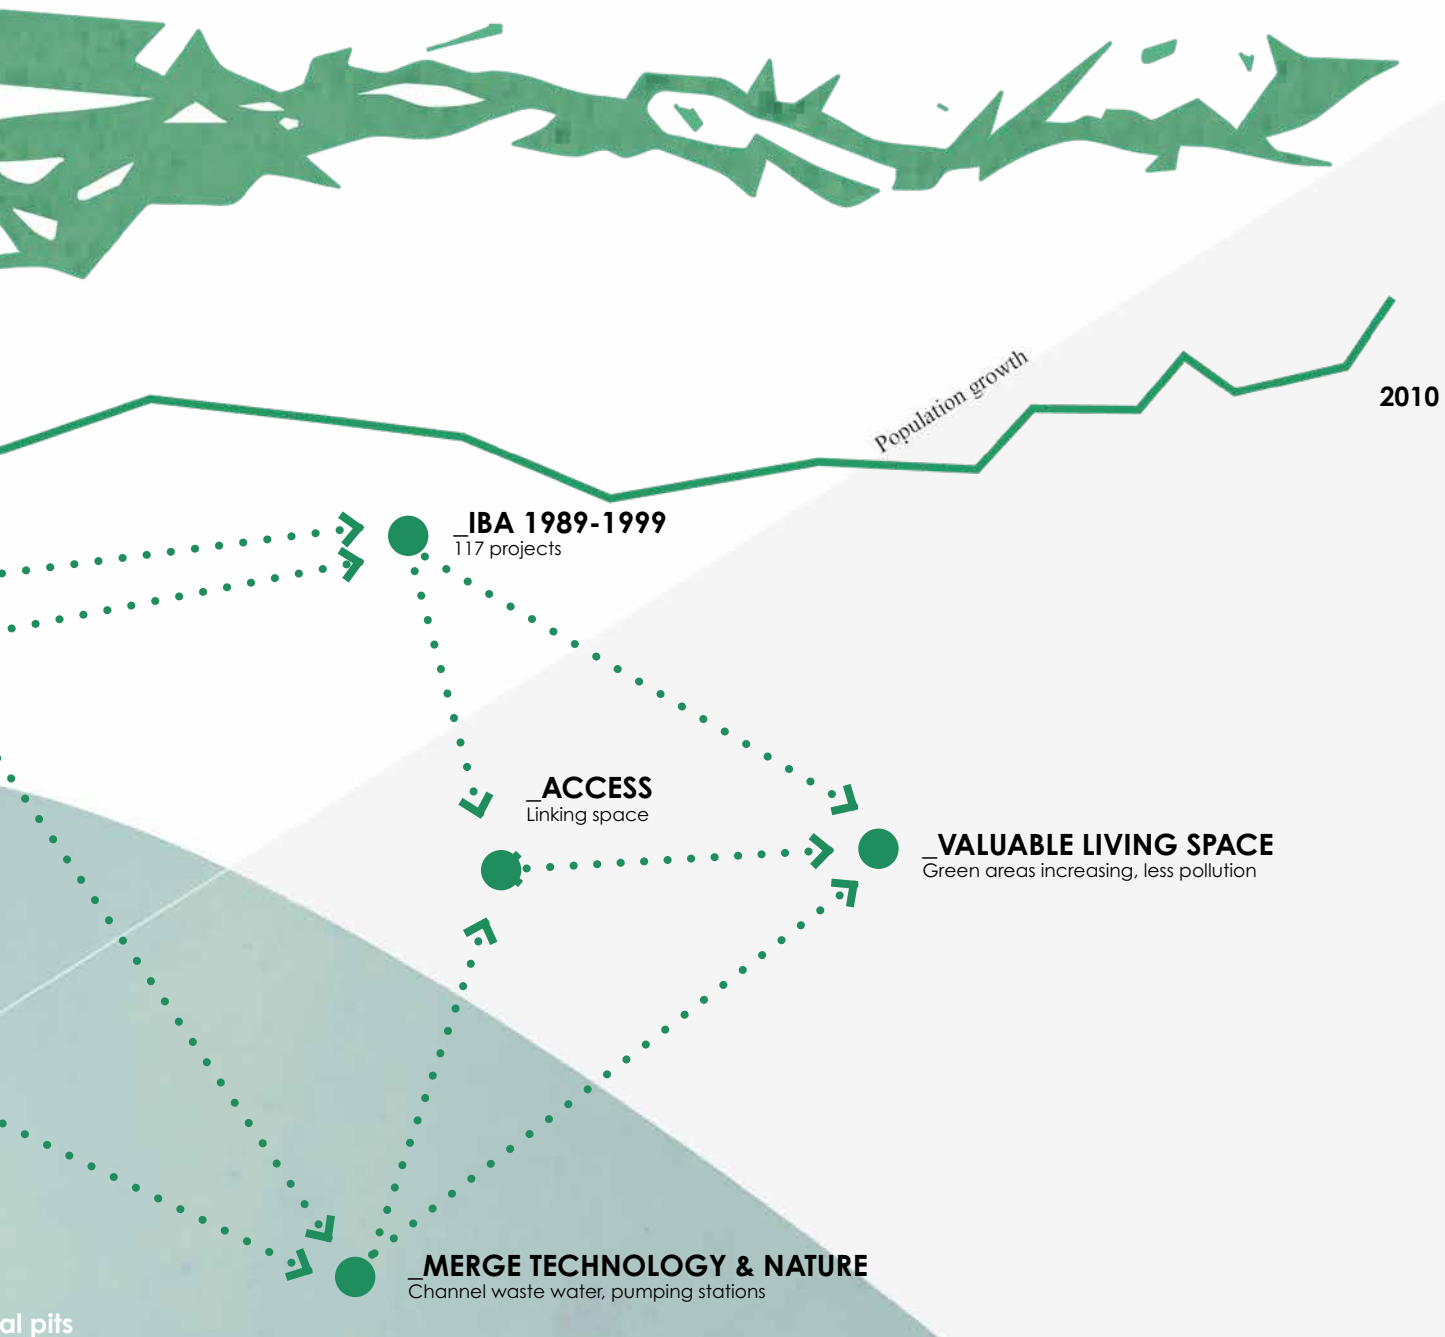 Population growth
2010
_IBA 1989-1999
117 projects
_ACCESS
Linking space
_VALUABLE LIVING SPACE
Green areas increasing, less pollution
_MERGE TECHNOLOGY & NATURE
Channel waste water, pumping stations
al pits